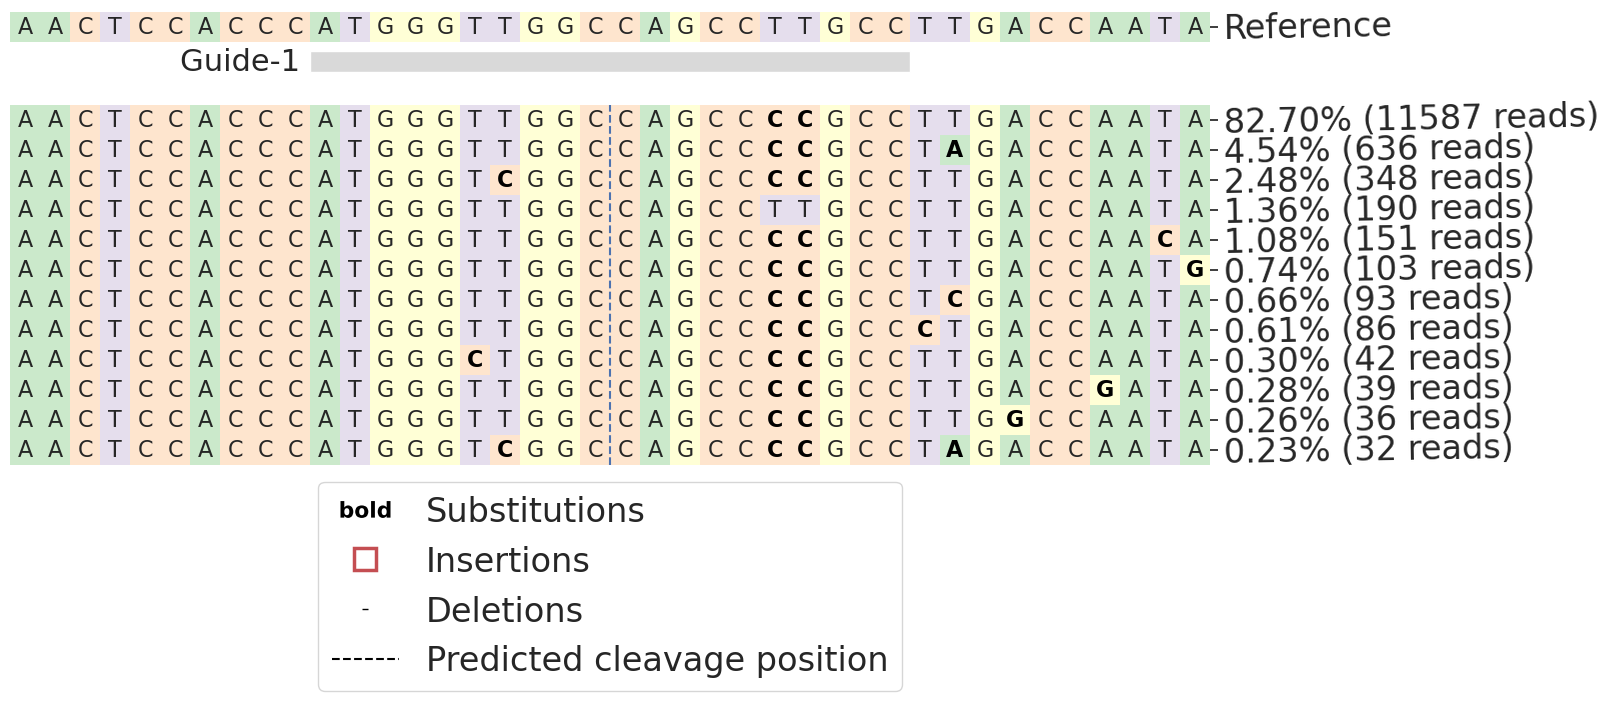 A A C T C C A C C C A T G G G T T G G C C A G C C T T G C C T T G A C C A A T A Reference
Guide-1
A A C T C C A C C C A T G G G T T G G C C A G C C C C G C C T T G A C C A A T A 82.70% (11587 reads)
A A C T C C A C C C A T G G G T T G G C C A G C C C C G C C T A G A C C A A T A 4.54% (636 reads)
A A C T C C A C C C A T G G G T C G G C C A G C C C C G C C T T G A C C A A T A 2.48% (348 reads)
A A C T C C A C C C A T G G G T T G G C C A G C C T T G C C T T G A C C A A T A 1.36% (190 reads)
A A C T C C A C C C A T G G G T T G G C C A G C C C C G C C T T G A C C A A C A 1.08% (151 reads)
A A C T C C A C C C A T G G G T T G G C C A G C C C C G C C T T G A C C A A T G 0.74% (103 reads)
A A C T C C A C C C A T G G G T T G G C C A G C C C C G C C T C G A C C A A T A 0.66% (93 reads)
A A C T C C A C C C A T G G G T T G G C C A G C C C C G C C C T G A C C A A T A 0.61% (86 reads)
A A C T C C A C C C A T G G G C T G G C C A G C C C C G C C T T G A C C A A T A 0.30% (42 reads)
A A C T C C A C C C A T G G G T T G G C C A G C C C C G C C T T G A C C G A T A 0.28% (39 reads)
A A C T C C A C C C A T G G G T T G G C C A G C C C C G C C T T G G C C A A T A 0.26% (36 reads)
A A C T C C A C C C A T G G G T C G G C C A G C C C C G C C T A G A C C A A T A 0.23% (32 reads)
bold Substitutions
Insertions
- Deletions
Predicted cleavage position